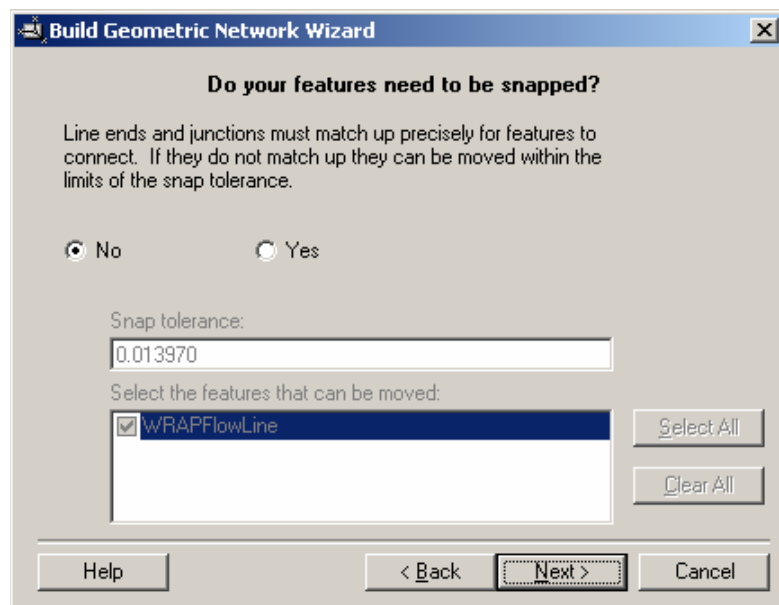 Build Geometric Network Wizard
Do your features need to be snapped?
Line ends and junctions must match up precisely for features to
connect. If they do not match up they can be moved within the
limits of the snap tolerance.
No Yes
Snap tolerance:
0.013970
Select the features that can be moved:
WRAPFlowLine
Select All
Clear All
Help < Back Next > Cancel